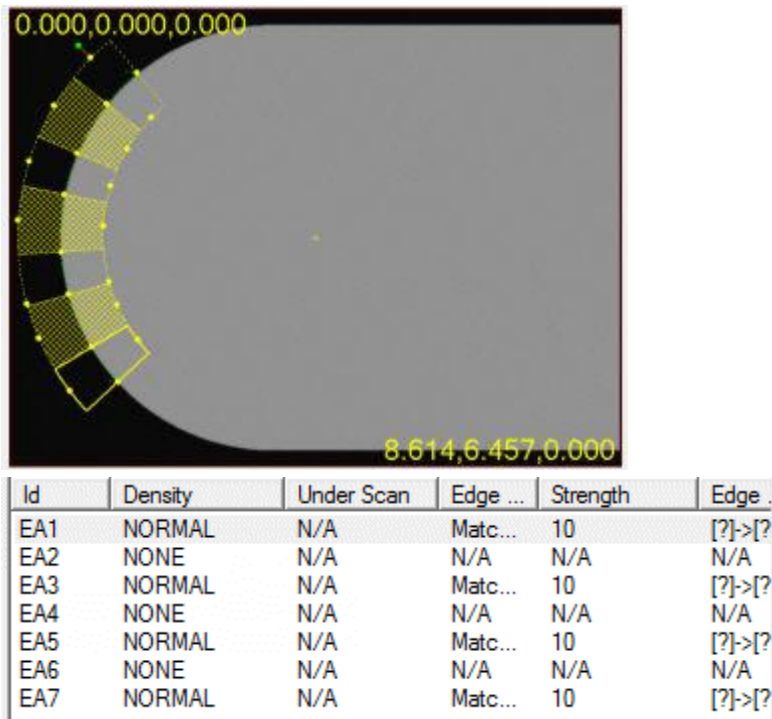 0.000,0.000,0.000
8.614,6.457,0.000
Id Density Under Scan Edge ... Strength Edge .
EA1 NORMAL N/A Matc... 10 [?]->[?
EA2 NONE N/A N/A N/A N/A
EA3 NORMAL N/A Matc... 10 [?]->[?
EA4 NONE N/A N/A N/A N/A
EA5 NORMAL N/A Matc... 10 [?]->[?
EA6 NONE N/A N/A N/A N/A
EA7 NORMAL N/A Matc... 10 [?]->[?